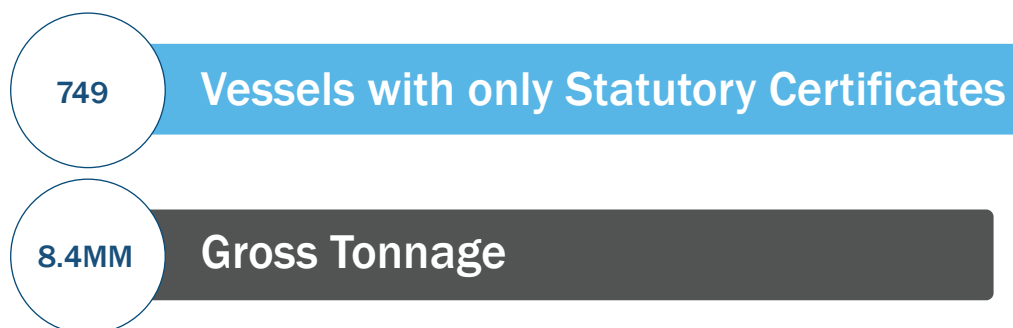 749 Vessels with only Statutory Certificates
8.4MM Gross Tonnage